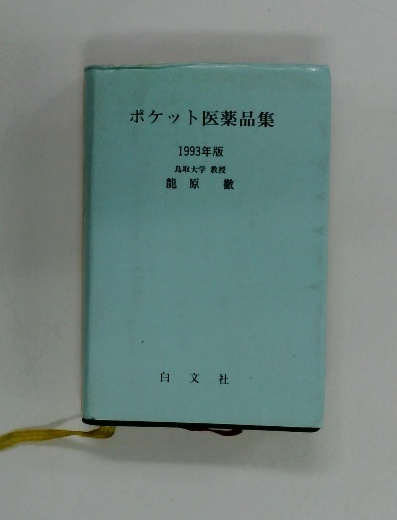 ポケット医薬品集
1993年版
鳥取大学 教授
龍原 徹
白文社